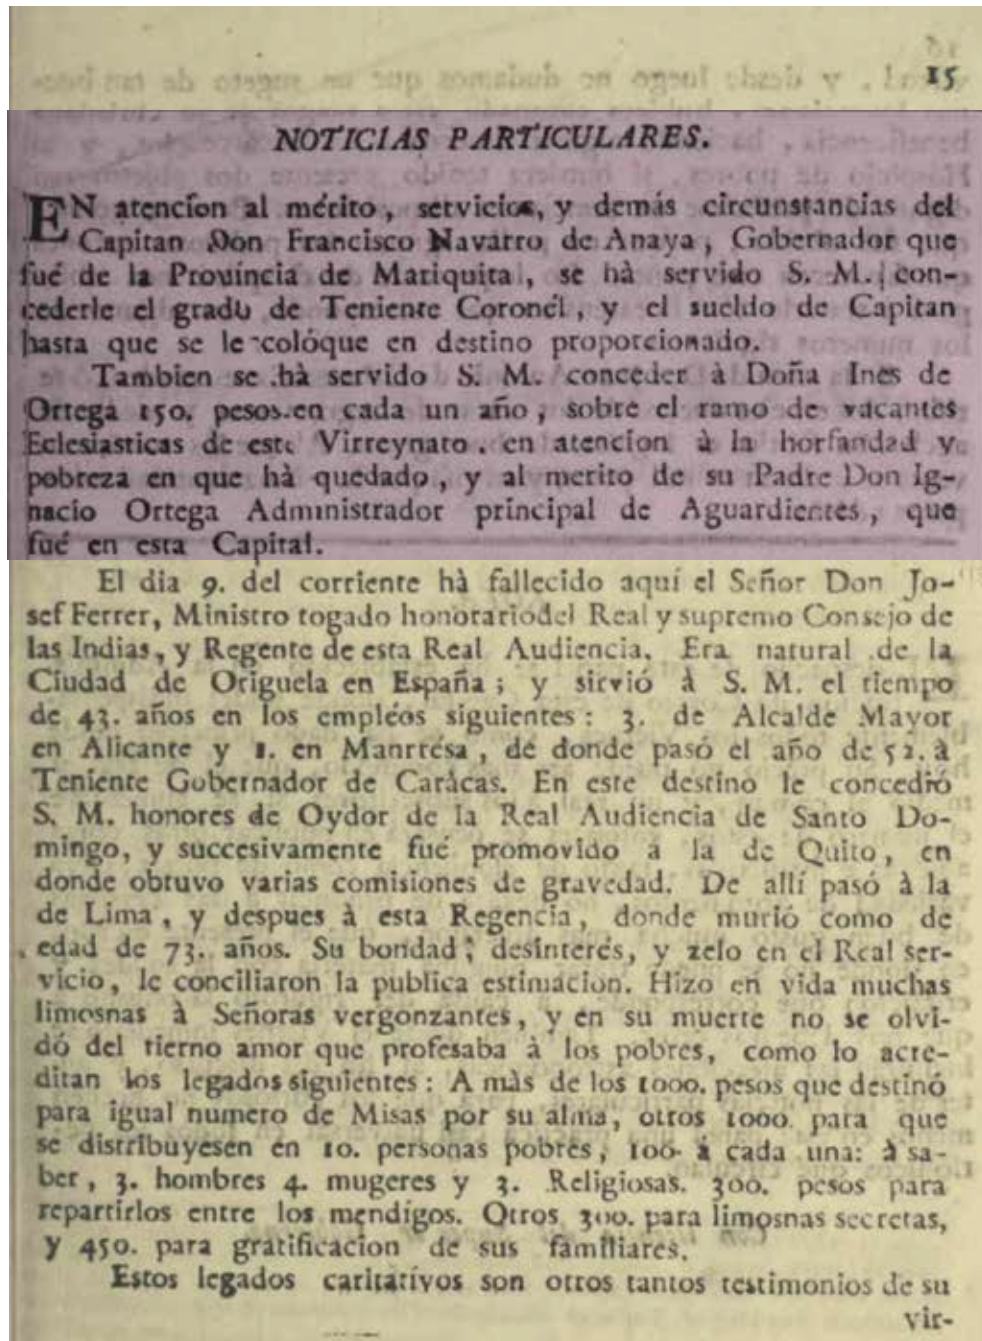 15
NOTICIAS PARTICULARES.
EN atencion al mérito, servicios, y demás circunstancias del
Capitan Don Francisco Navarro de Anaya, Gobernador que
fué de la Provincia de Mariquita, se hà servido S. M. con-
cederle el grado de Teniente Coronél, y el sueldo de Capitan
hasta que se le colóque en destino proporcionado.
Tambien se hà servido S. M. conceder à Doña Inés de
Ortega 150. pesos en cada un año, sobre el ramo de vacantes
Eclesiasticas de este Virreynato. en atencion à la horfandad y
pobreza en que hà quedado, y al merito de su Padre Don Ig-
nacio Ortega Administrador principal de Aguardientes, que
fué en esta Capital.
El dia 9. del corriente hà fallecido aquí el Señor Don Jo-
sef Ferrer, Ministro togado honorario del Real y supremo Consejo de
las Indias, y Regente de esta Real Audiencia. Era natural de la
Ciudad de Origuela en España; y sirvió à S. M. el tiempo
de 43. años en los empléos siguientes: 3. de Alcalde Mayor
en Alicante y 1. en Manrresa, de donde pasó el año de 52. à
Teniente Gobernador de Carácas. En este destino le concedió
S. M. honores de Oydor de la Real Audiencia de Santo Do-
mingo, y succesivamente fué promovido à la de Quito, en
donde obtuvo varias comisiones de gravedad. De allí pasó à la
de Lima, y despues à esta Regencia, donde murió como de
edad de 73. años. Su bondad, desinterés, y zelo en el Real ser-
vicio, le conciliaron la publica estimacion. Hizo en vida muchas
limosnas à Señoras vergonzantes, y en su muerte no se olvi-
dó del tierno amor que profesaba à los pobres, como lo acre-
ditan los legados siguientes: A màs de los 1000. pesos que destinó
para igual numero de Misas por su alma, otros 1000 para que
se distribuyesen en 10. personas pobres, 100 à cada una: à sa-
ber, 3. hombres 4. mugeres y 3. Religiosas. 300. pesos para
repartirlos entre los mendigos. Otros 300. para limosnas secretas,
y 450. para gratificacion de sus familiares.
Estos legados caritativos son otros tantos testimonios de su
vir-